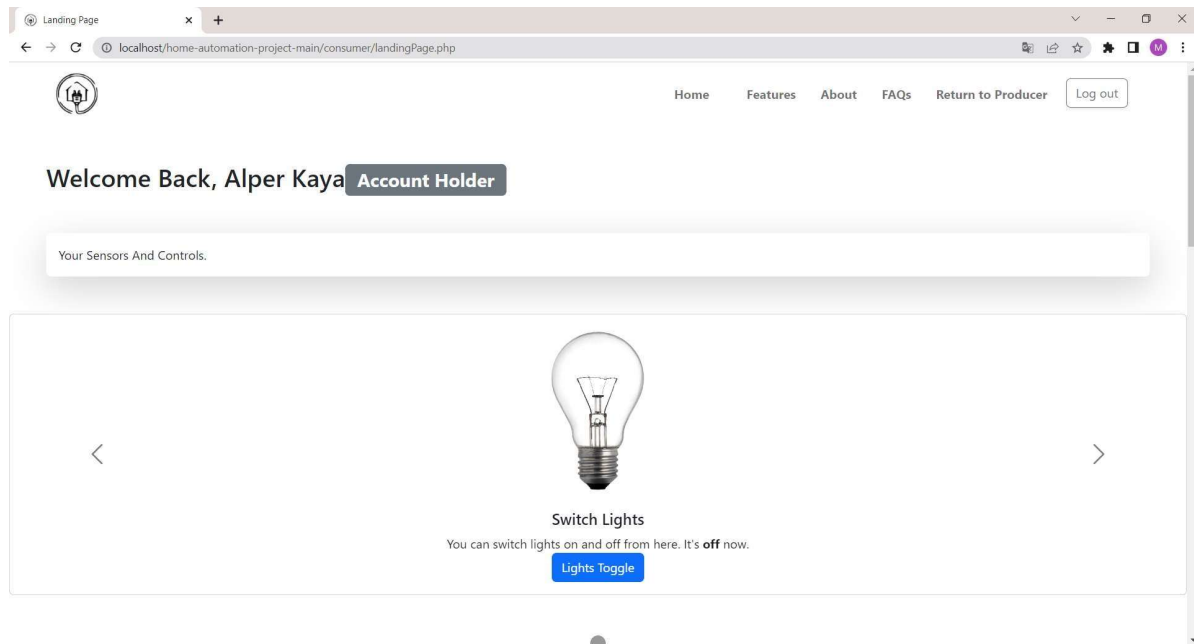 Landing Page
localhost/home-automation-project-main/consumer/landingPage.php
M
Home Features About FAQs Return to Producer Log out
Welcome Back, Alper Kaya Account Holder
Your Sensors And Controls.
Switch Lights
You can switch lights on and off from here. It's off now.
Lights Toggle